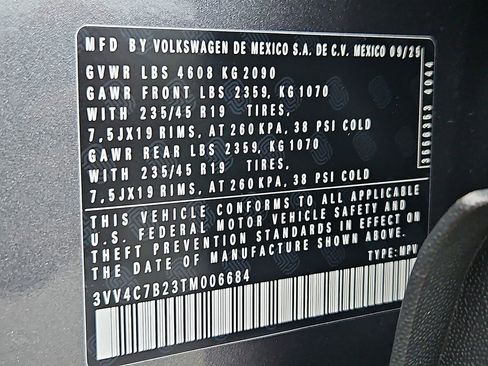 MFD BY VOLKSWAGEN DE MEXICO S.A. DE C.V. MEXICO 09/25
GVWR LBS 4608 KG 2090
GAWR FRONT LBS 2359, KG 1070
WITH 235/45 R19 TIRES,
7,5JX19 RIMS, AT 260 KPA, 38 PSI COLD
GAWR REAR LBS 2359, KG 1070
WITH 235/45 R19 TIRES,
7,5JX19 RIMS, AT 260 KPA, 38 PSI COLD
THIS VEHICLE CONFORMS TO ALL APPLICABLE
U.S. FEDERAL MOTOR VEHICLE SAFETY AND
THEFT PREVENTION STANDARDS IN EFFECT ON
THE DATE OF MANUFACTURE SHOWN ABOVE.
3VV4C7B23TM006684 TYPE: MPV